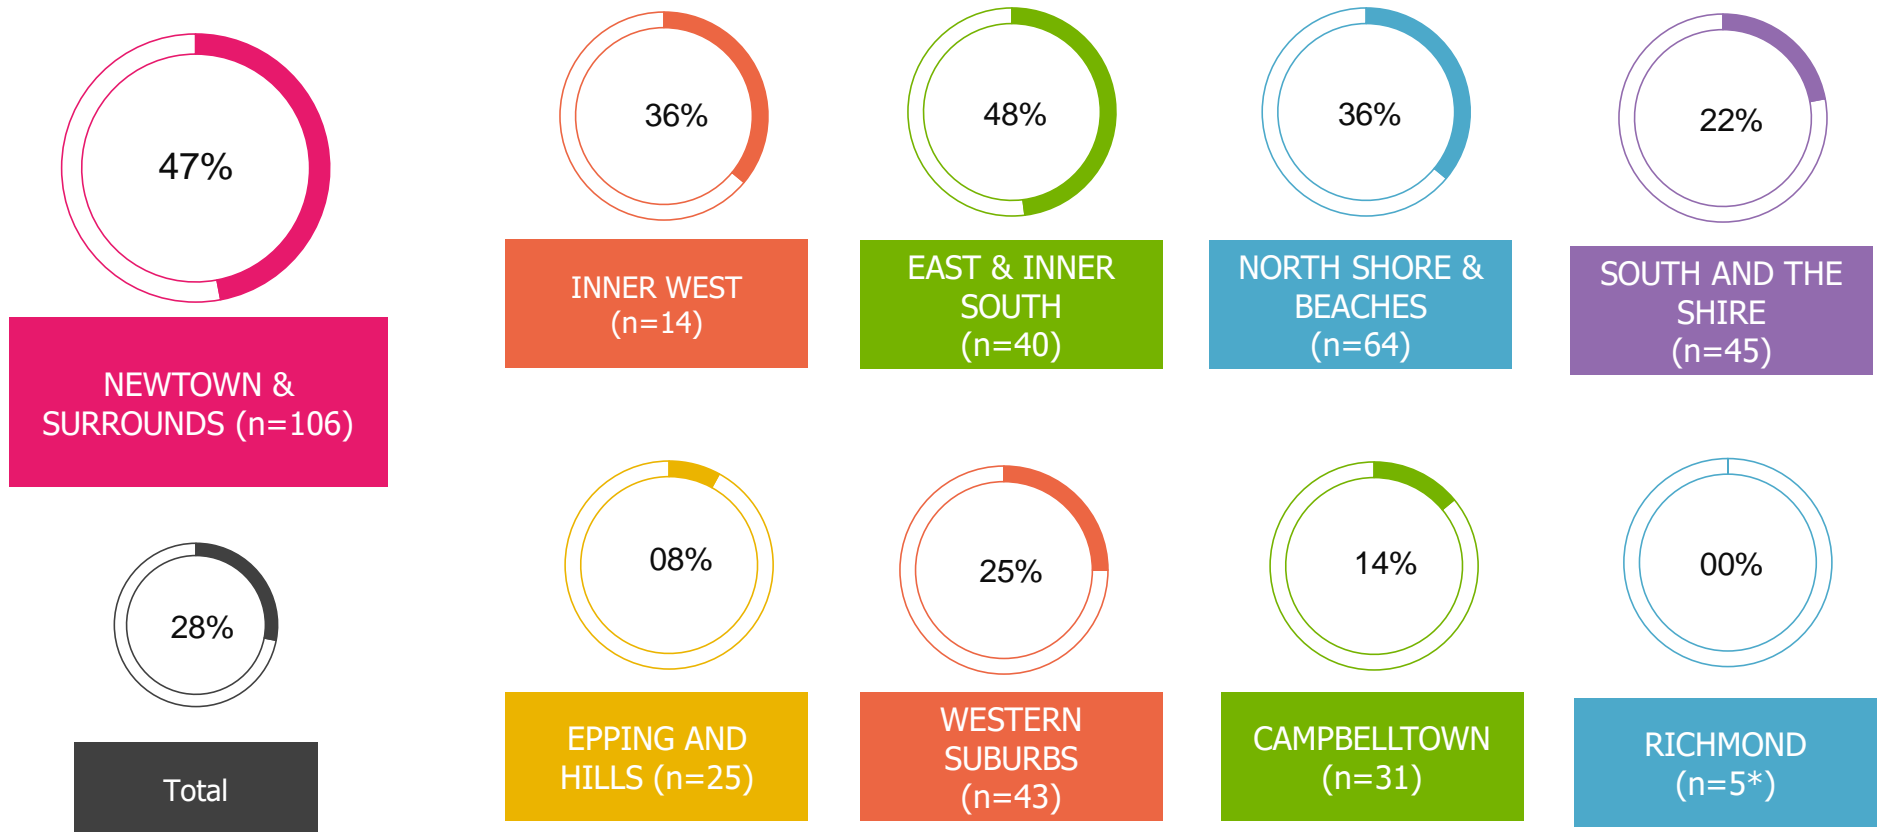 47%
NEWTOWN &
SURROUNDS (n=106)
36%
INNER WEST
(n=14)
48%
EAST & INNER
SOUTH
(n=40)
36%
NORTH SHORE &
BEACHES
(n=64)
22%
SOUTH AND THE
SHIRE
(n=45)
28%
Total
08%
EPPING AND
HILLS (n=25)
25%
WESTERN
SUBURBS
(n=43)
14%
CAMPBELLTOWN
(n=31)
00%
RICHMOND
(n=5*)